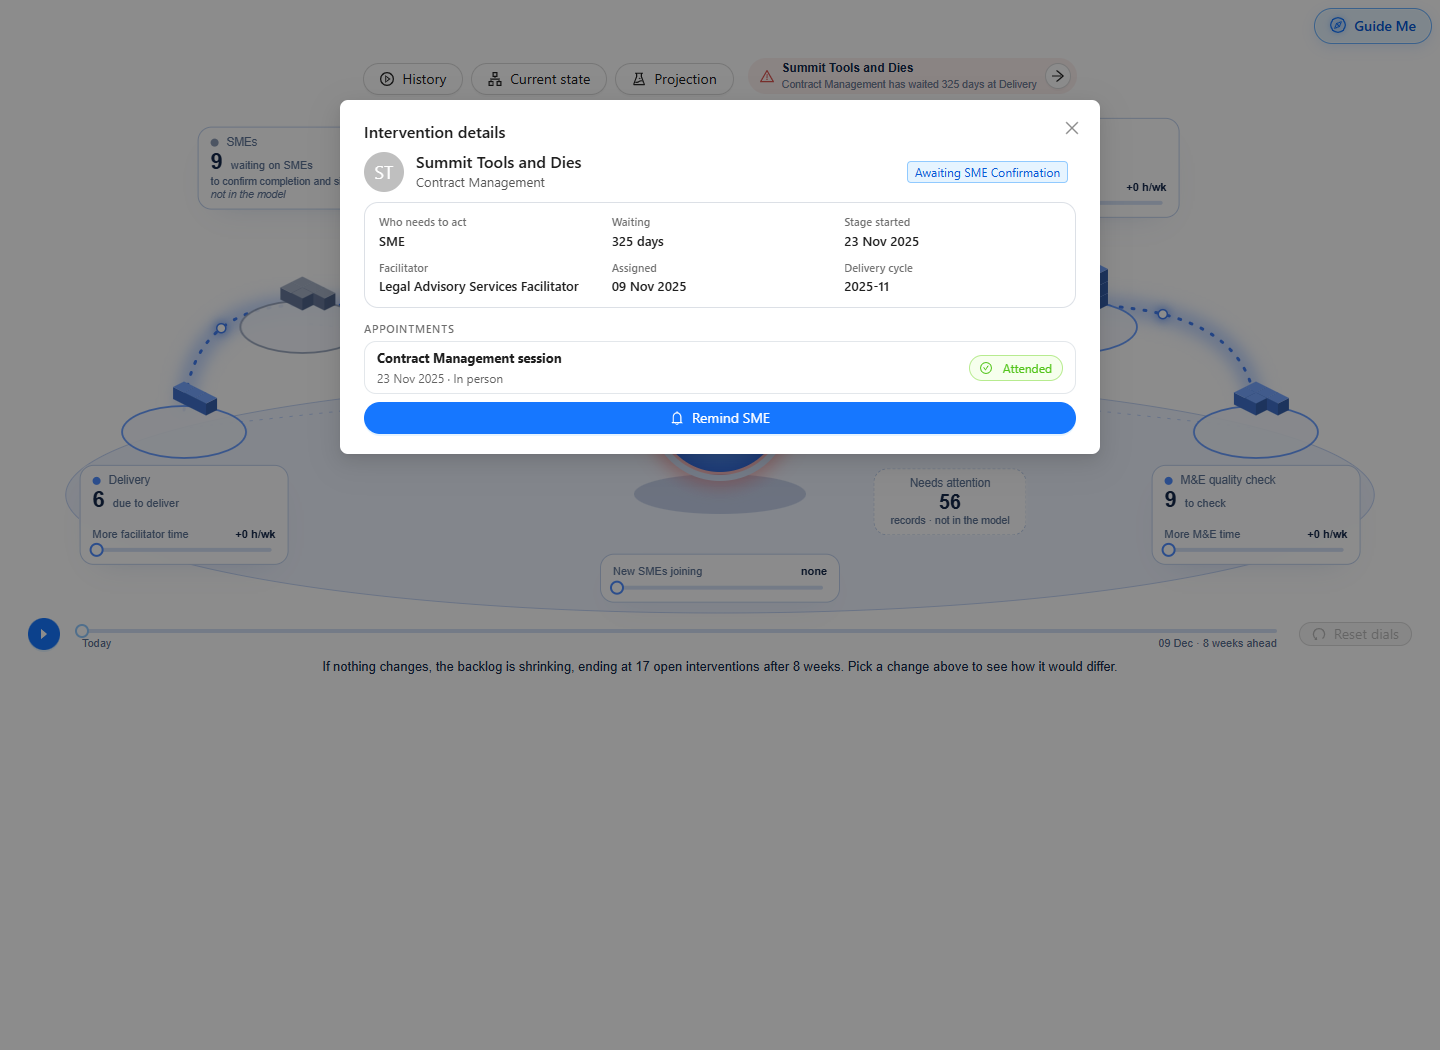 Guide Me
History
Current state
Projection
Summit Tools and Dies
Contract Management has waited 325 days at Delivery
SMEs
9 waiting on SMEs
to confirm completion and s
not in the model
+0 h/wk
Intervention details
ST
Summit Tools and Dies
Contract Management
Awaiting SME Confirmation
Who needs to act
SME
Waiting
325 days
Stage started
23 Nov 2025
Facilitator
Legal Advisory Services Facilitator
Assigned
09 Nov 2025
Delivery cycle
2025-11
APPOINTMENTS
Contract Management session
23 Nov 2025 · In person
Attended
Remind SME
Delivery
6 due to deliver
More facilitator time +0 h/wk
Needs attention
56
records · not in the model
M&E quality check
9 to check
More M&E time +0 h/wk
New SMEs joining none
Today
09 Dec · 8 weeks ahead
Reset dials
If nothing changes, the backlog is shrinking, ending at 17 open interventions after 8 weeks. Pick a change above to see how it would differ.